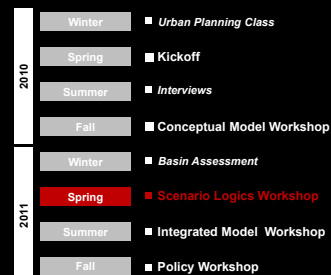 2010
Winter Urban Planning Class
Spring Kickoff
Summer Interviews
Fall Conceptual Model Workshop
2011
Winter Basin Assessment
Spring Scenario Logics Workshop
Summer Integrated Model Workshop
Fall Policy Workshop